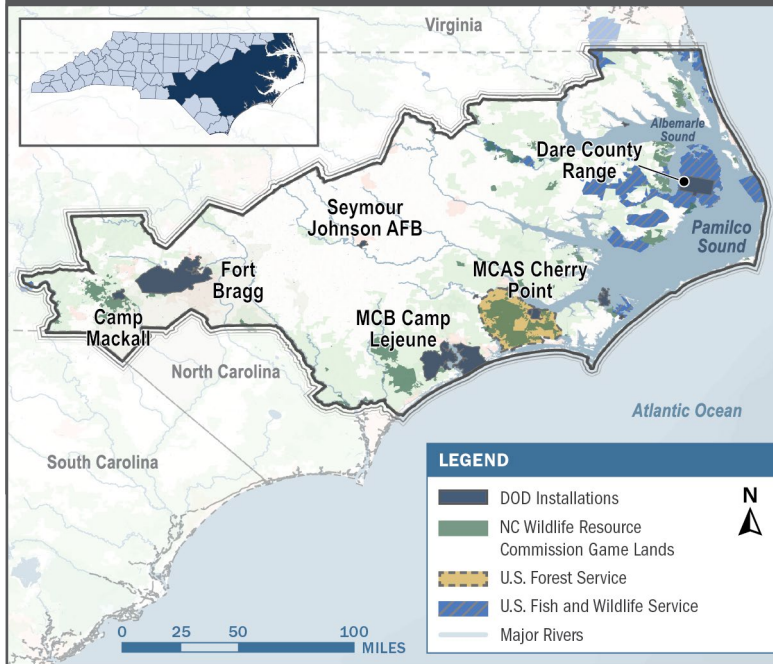 Virginia
Albemarle
Sound
Dare County
Range
Seymour
Johnson AFB
Pamilco
Sound
Fort
Bragg
MCAS Cherry
Point
Camp
Mackall
MCB Camp
Lejeune
North Carolina
Atlantic Ocean
South Carolina
LEGEND
N
DOD Installations
NC Wildlife Resource
Commission Game Lands
U.S. Forest Service
U.S. Fish and Wildlife Service
Major Rivers
0 25 50 100
MILES